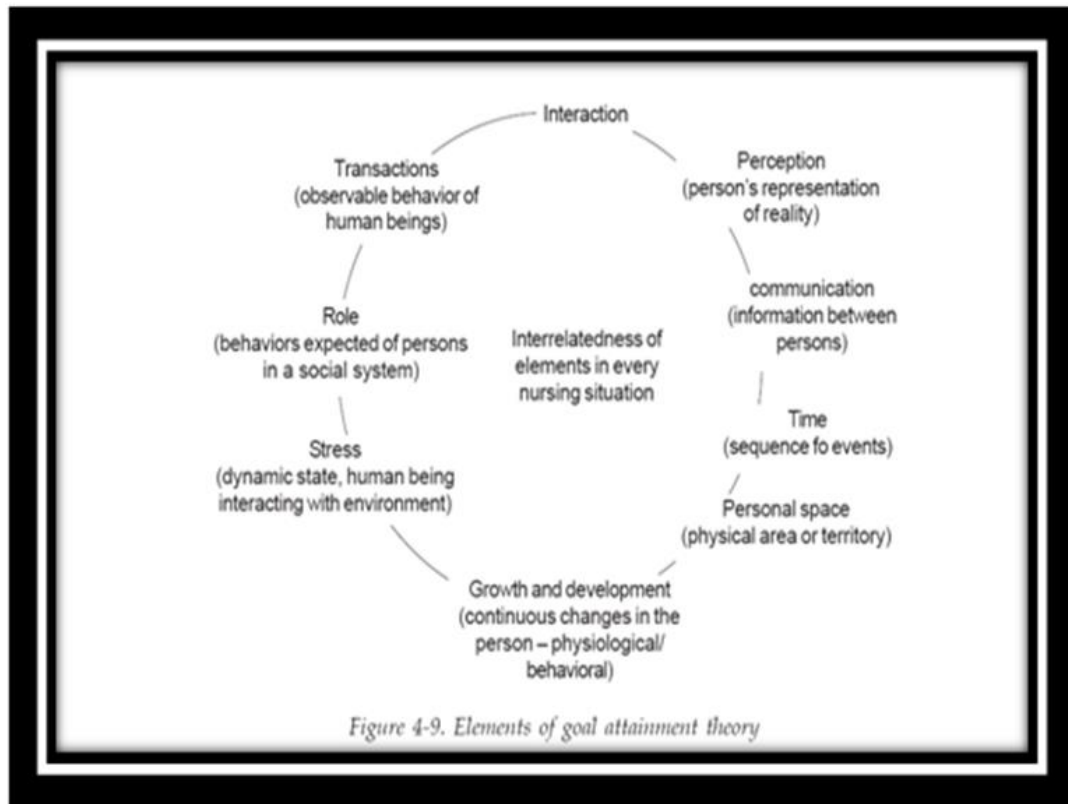 Interaction
Perception
(person's representation
of reality)
communication
(information between
persons)
Time
(sequence fo events)
Personal space
(physical area or territory)
Growth and development
(continuous changes in the
person – physiological/
behavioral)
Stress
(dynamic state, human being
interacting with environment)
Role
(behaviors expected of persons
in a social system)
Transactions
(observable behavior of
human beings)
Interrelatedness of
elements in every
nursing situation
Figure 4-9. Elements of goal attainment theory